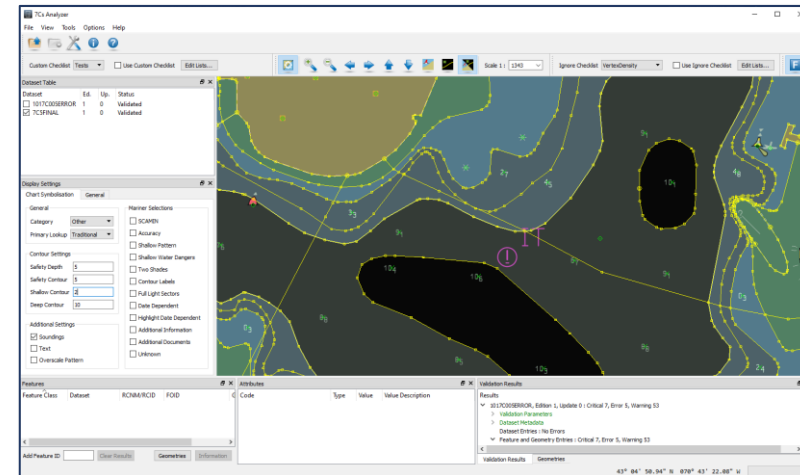 7Cs Analyzer
File View Tools Options Help
Custom Checklist Tests Use Custom Checklist Edit Lists... Scale 1 : 1343 Ignore Checklist VertexDensity Use Ignore Checklist Edit Lists...
Dataset Table
Dataset Ed. Up. Status
1017C005ERROR 1 0 Validated
7CSFINAL 1 0 Validated
Display Settings
Chart Symbolisation General
General
Category Other
Primary Lookup Traditional
Contour Settings
Safety Depth 5
Safety Contour 5
Shallow Contour 2
Deep Contour 10
Additional Settings
Soundings
Text
Overscale Pattern
Mariner Selections
SCAMIN
Accuracy
Shallow Pattern
Shallow Water Dangers
Two Shades
Contour Labels
Full Light Sectors
Date Dependent
Highlight Date Dependent
Additional Information
Additional Documents
Unknown
Features
Feature Class Dataset RCNM/RCID FOID
Add Feature ID Clear Results Geometries Information
Attributes
Code Type Value Value Description
Validation Results
Results
1017C005ERROR, Edition 1, Update 0 : Critical 7, Error 5, Warning 53
Validation Parameters
Dataset Metadata
Dataset Entries : No Errors
Feature and Geometry Entries : Critical 7, Error 5, Warning 53
Validation Results Geometries
43° 04' 50.94" N 070° 43' 22.08" W